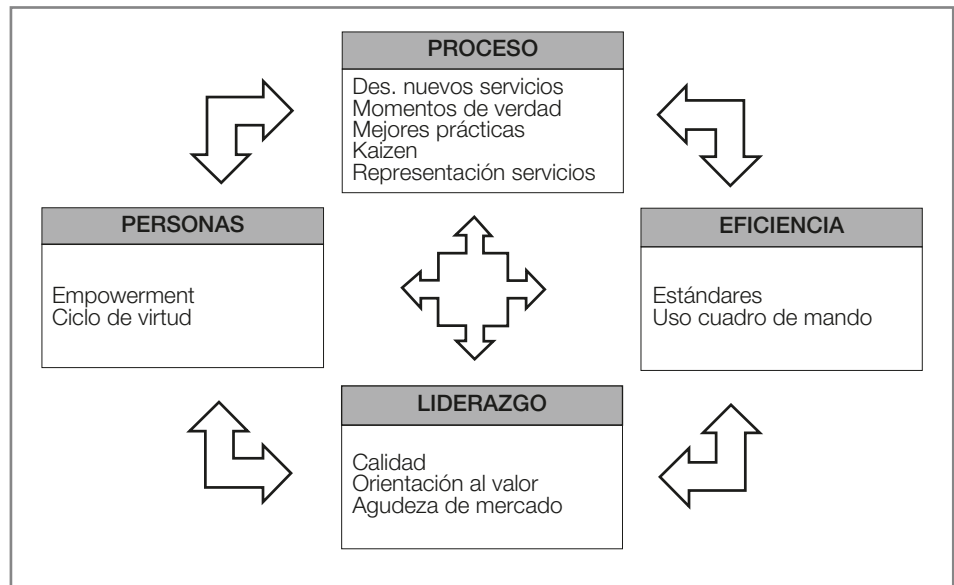 PROCESO
Des. nuevos servicios
Momentos de verdad
Mejores prácticas
Kaizen
Representación servicios
PERSONAS
Empowerment
Ciclo de virtud
EFICIENCIA
Estándares
Uso cuadro de mando
LIDERAZGO
Calidad
Orientación al valor
Agudeza de mercado